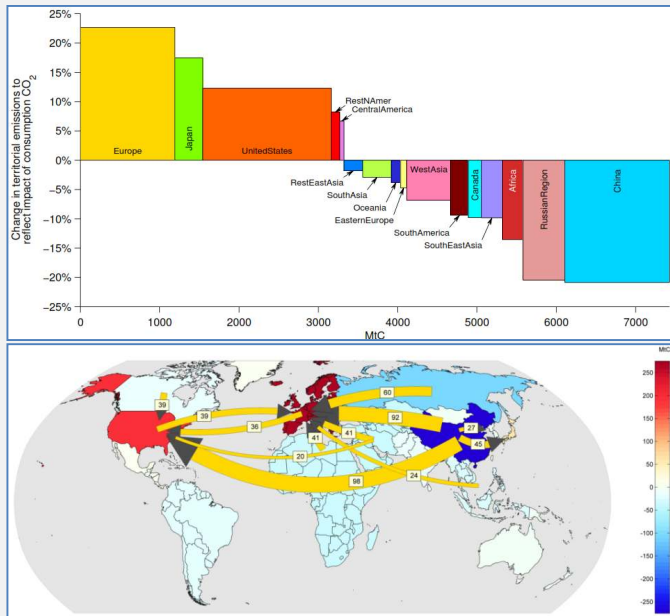 Change in territorial emissions to
reflect impact of consumption CO2
25%
20%
15%
10%
5%
0%
−5%
−10%
−15%
−20%
−25%
Europe
Japan
UnitedStates
RestNAmer
CentralAmerica
RestEastAsia
SouthAsia
Oceania
EasternEurope
WestAsia
SouthAmerica
Canada
SouthEastAsia
Africa
RussianRegion
China
0 1000 2000 3000 4000 5000 6000 7000
MtC
39
39
36
20
98
60
92
41
41
24
27
45
MtC
250
200
150
100
50
0
-50
-100
-150
-200
-250